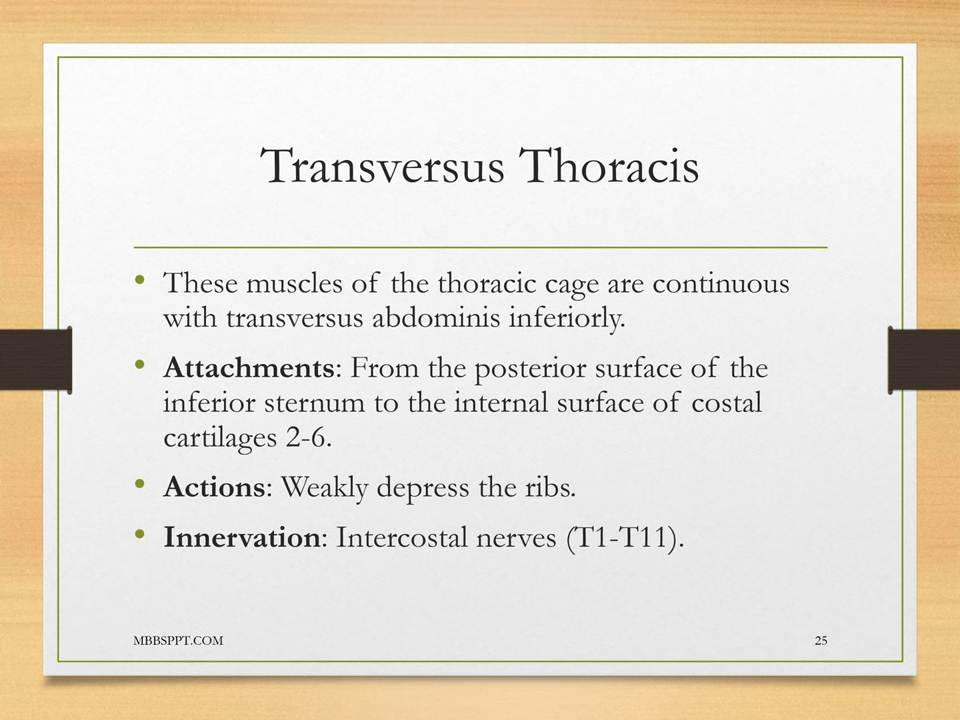 Transversus Thoracis
• These muscles of the thoracic cage are continuous
with transversus abdominis inferiorly.
• Attachments: From the posterior surface of the
inferior sternum to the internal surface of costal
cartilages 2-6.
• Actions: Weakly depress the ribs.
• Innervation: Intercostal nerves (T1-T11).
MBBSPPT.COM 25